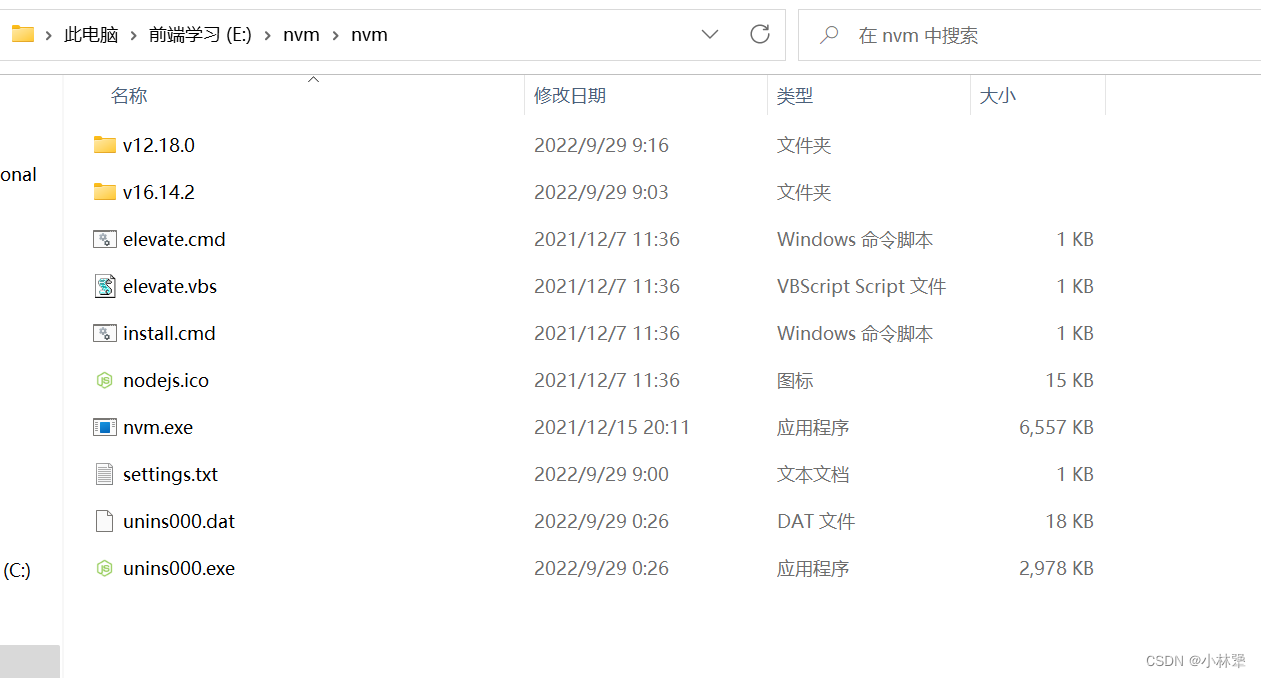 此电脑 > 前端学习 (E:) > nvm > nvm 在 nvm 中搜索
名称 修改日期 类型 大小
v12.18.0 2022/9/29 9:16 文件夹
onal
v16.14.2 2022/9/29 9:03 文件夹
elevate.cmd 2021/12/7 11:36 Windows 命令脚本 1 KB
elevate.vbs 2021/12/7 11:36 VBScript Script 文件 1 KB
install.cmd 2021/12/7 11:36 Windows 命令脚本 1 KB
nodejs.ico 2021/12/7 11:36 图标 15 KB
nvm.exe 2021/12/15 20:11 应用程序 6,557 KB
settings.txt 2022/9/29 9:00 文本文档 1 KB
unins000.dat 2022/9/29 0:26 DAT 文件 18 KB
(C:) unins000.exe 2022/9/29 0:26 应用程序 2,978 KB
CSDN @小林犟